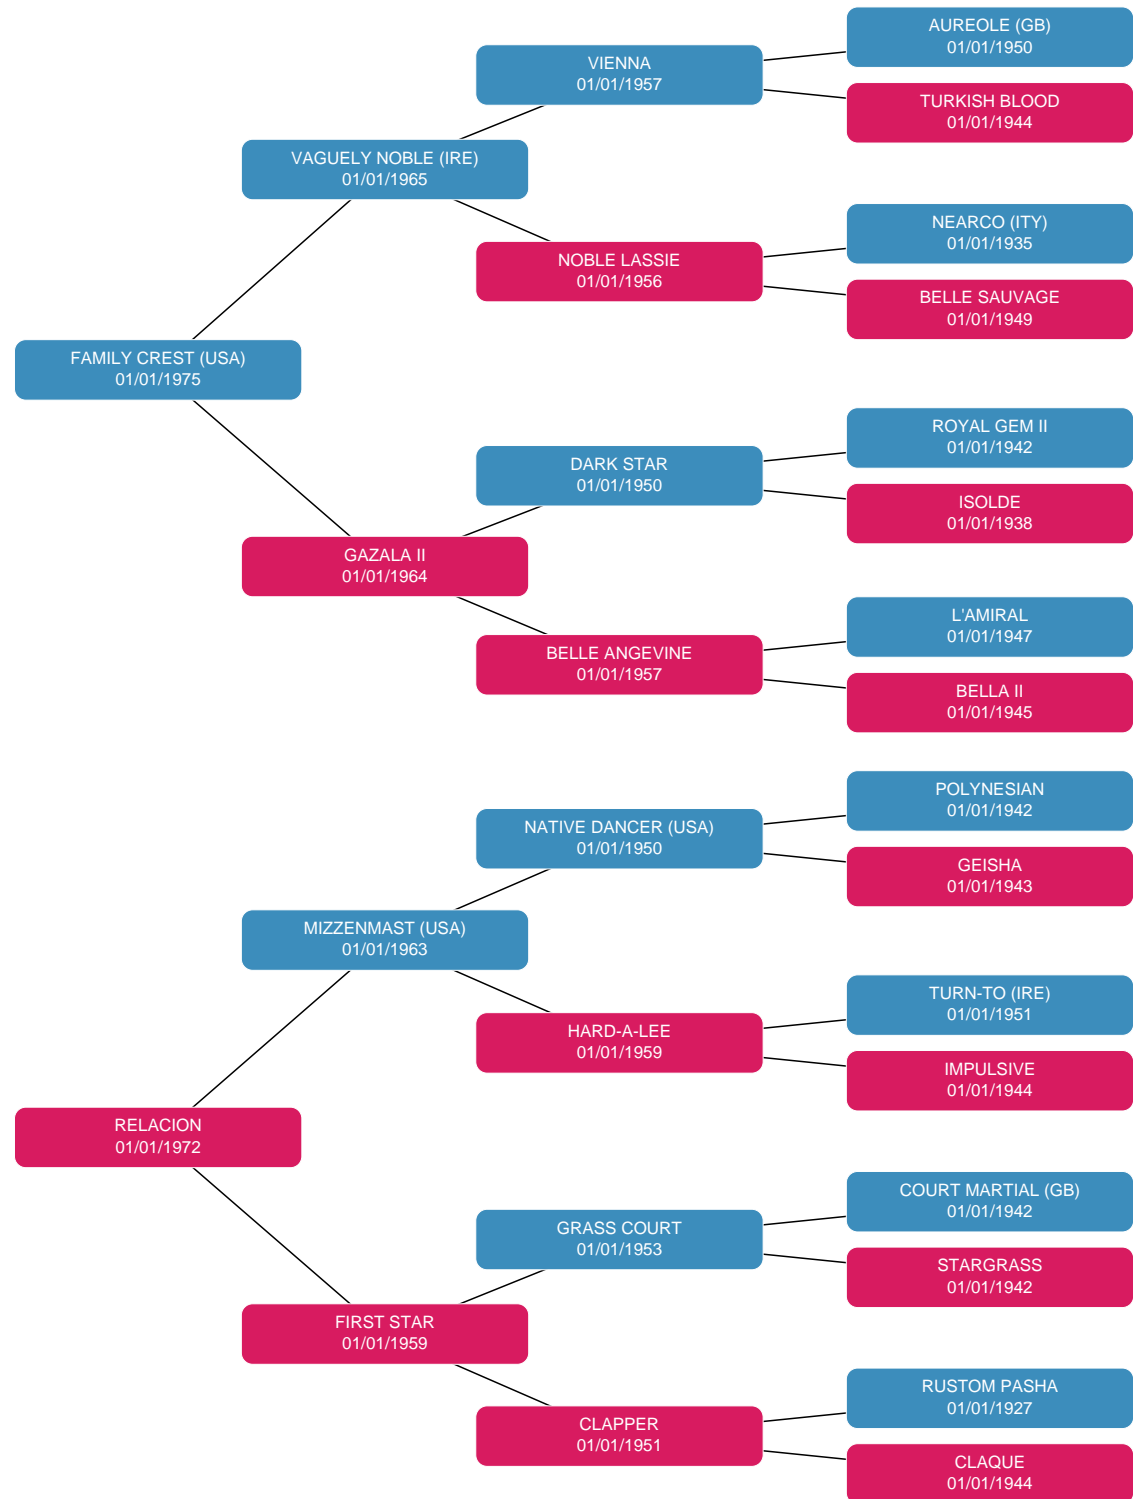 AUREOLE (GB)
01/01/1950
VIENNA
01/01/1957
TURKISH BLOOD
01/01/1944
VAGUELY NOBLE (IRE)
01/01/1965
NEARCO (ITY)
01/01/1935
NOBLE LASSIE
01/01/1956
BELLE SAUVAGE
01/01/1949
FAMILY CREST (USA)
01/01/1975
ROYAL GEM II
01/01/1942
DARK STAR
01/01/1950
ISOLDE
01/01/1938
GAZALA II
01/01/1964
L'AMIRAL
01/01/1947
BELLE ANGEVINE
01/01/1957
BELLA II
01/01/1945
POLYNESIAN
01/01/1942
NATIVE DANCER (USA)
01/01/1950
GEISHA
01/01/1943
MIZZENMAST (USA)
01/01/1963
TURN-TO (IRE)
01/01/1951
HARD-A-LEE
01/01/1959
IMPULSIVE
01/01/1944
RELACION
01/01/1972
COURT MARTIAL (GB)
01/01/1942
GRASS COURT
01/01/1953
STARGRASS
01/01/1942
FIRST STAR
01/01/1959
RUSTOM PASHA
01/01/1927
CLAPPER
01/01/1951
CLAQUE
01/01/1944